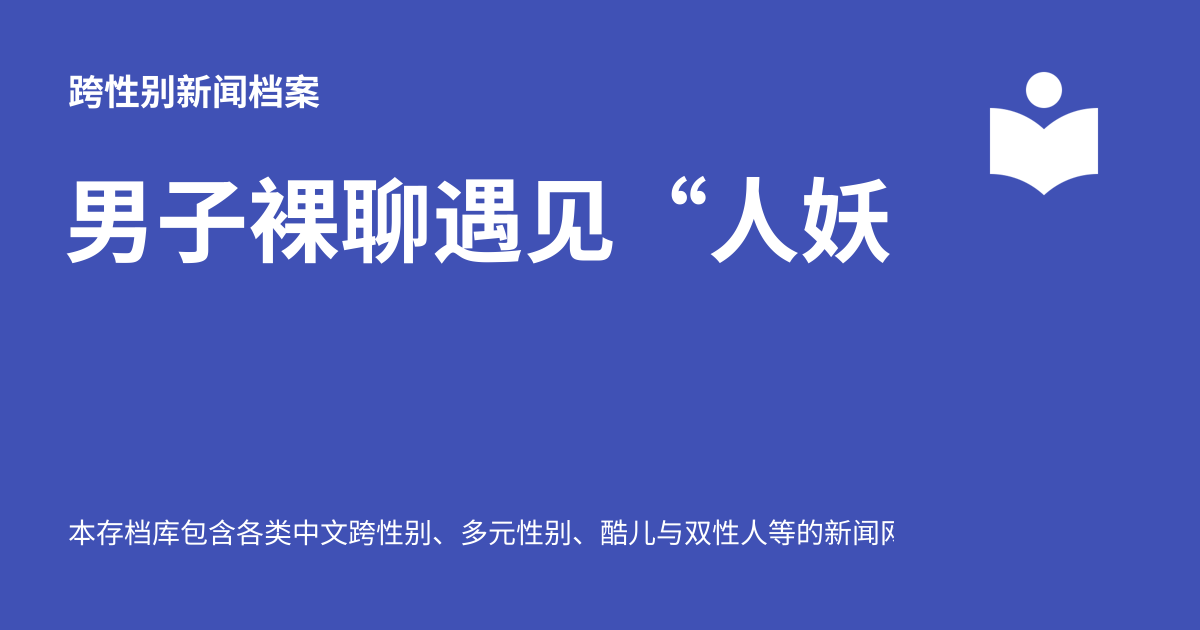 跨性别新闻档案
男子裸聊遇见“人妖
本存档库包含各类中文跨性别、多元性别、酷儿与双性人等的新闻